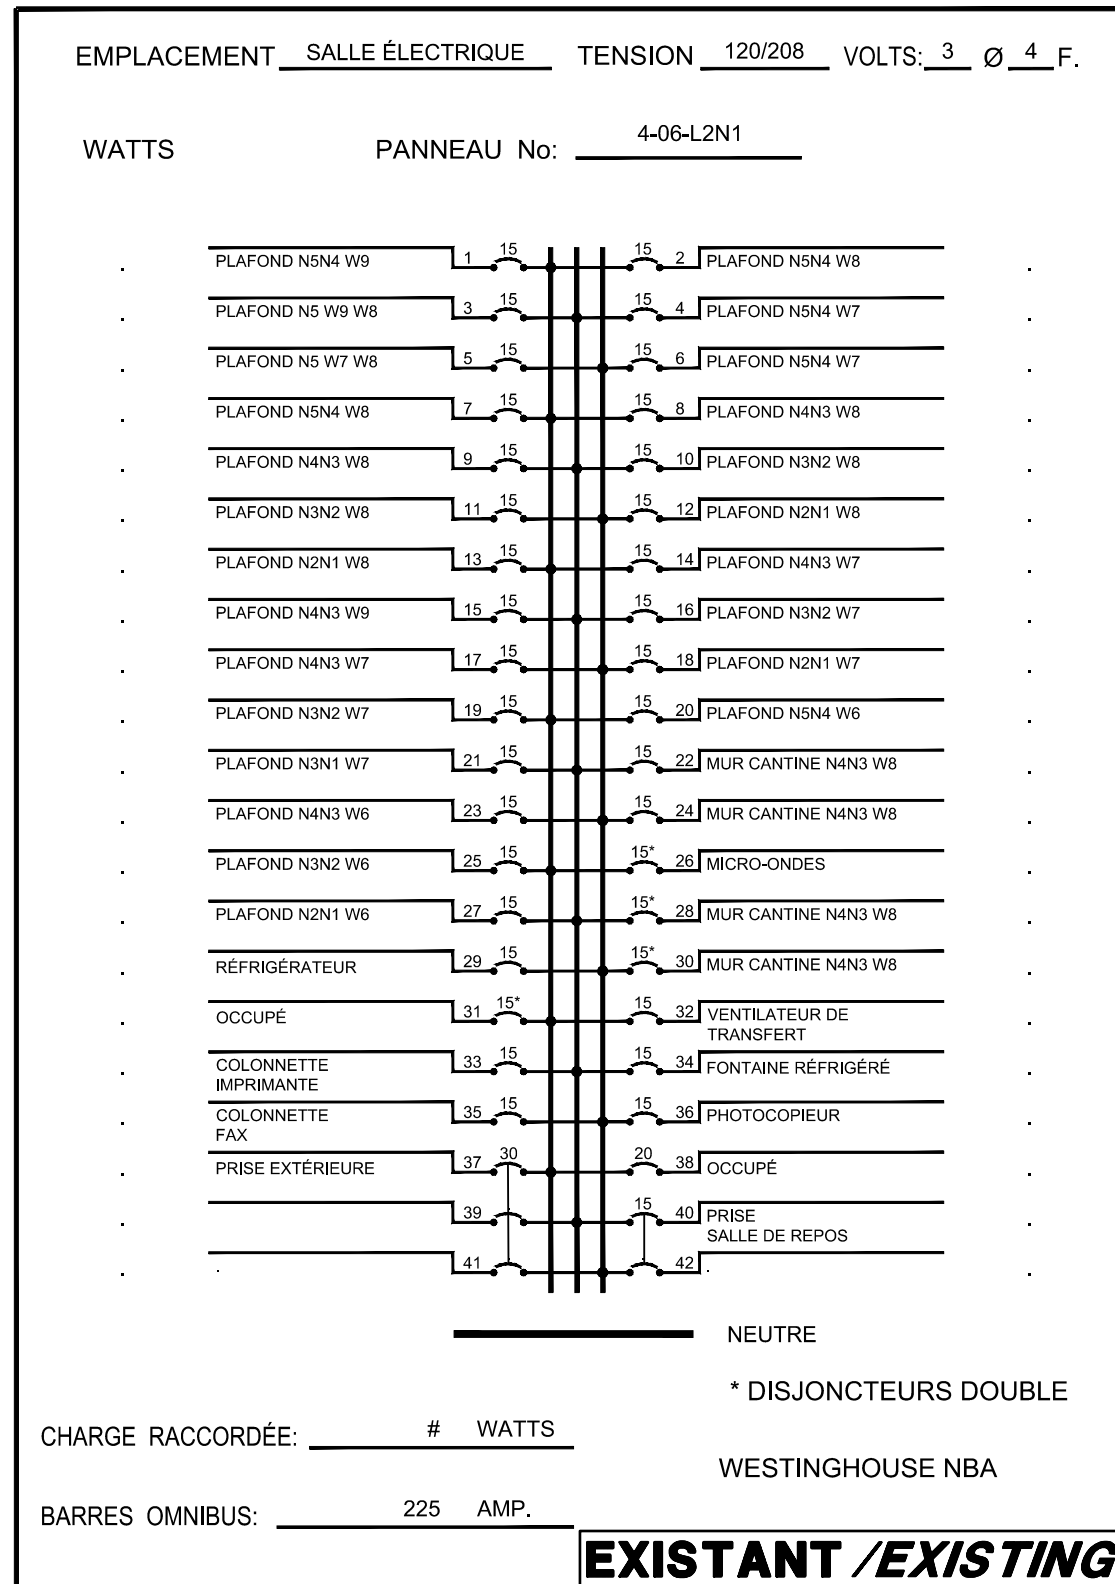 EMPLACEMENT SALLE ÉLECTRIQUE TENSION 120/208 VOLTS: 3 Ø 4 F.
WATTS PANNEAU No: 4-06-L2N1
PLAFOND N5N4 W9 1 15 15 2 PLAFOND N5N4 W8
PLAFOND N5 W9 W8 3 15 15 4 PLAFOND N5N4 W7
PLAFOND N5 W7 W8 5 15 15 6 PLAFOND N5N4 W7
PLAFOND N5N4 W8 7 15 15 8 PLAFOND N4N3 W8
PLAFOND N4N3 W8 9 15 15 10 PLAFOND N3N2 W8
PLAFOND N3N2 W8 11 15 15 12 PLAFOND N2N1 W8
PLAFOND N2N1 W8 13 15 15 14 PLAFOND N4N3 W7
PLAFOND N4N3 W9 15 15 15 16 PLAFOND N3N2 W7
PLAFOND N4N3 W7 17 15 15 18 PLAFOND N2N1 W7
PLAFOND N3N2 W7 19 15 15 20 PLAFOND N5N4 W6
PLAFOND N3N1 W7 21 15 15 22 MUR CANTINE N4N3 W8
PLAFOND N4N3 W6 23 15 15 24 MUR CANTINE N4N3 W8
PLAFOND N3N2 W6 25 15 15* 26 MICRO-ONDES
PLAFOND N2N1 W6 27 15 15* 28 MUR CANTINE N4N3 W8
RÉFRIGÉRATEUR 29 15 15* 30 MUR CANTINE N4N3 W8
OCCUPÉ 31 15* 15 32 VENTILATEUR DE
TRANSFERT
COLONNETTE 33 15 15 34 FONTAINE RÉFRIGÉRÉ
IMPRIMANTE
COLONNETTE 35 15 15 36 PHOTOCOPIEUR
FAX
PRISE EXTÉRIEURE 37 30 20 38 OCCUPÉ
39 15 40 PRISE
SALLE DE REPOS
41 42
NEUTRE
* DISJONCTEURS DOUBLE
CHARGE RACCORDÉE: # WATTS
WESTINGHOUSE NBA
BARRES OMNIBUS: 225 AMP.
EXISTANT /EXISTING